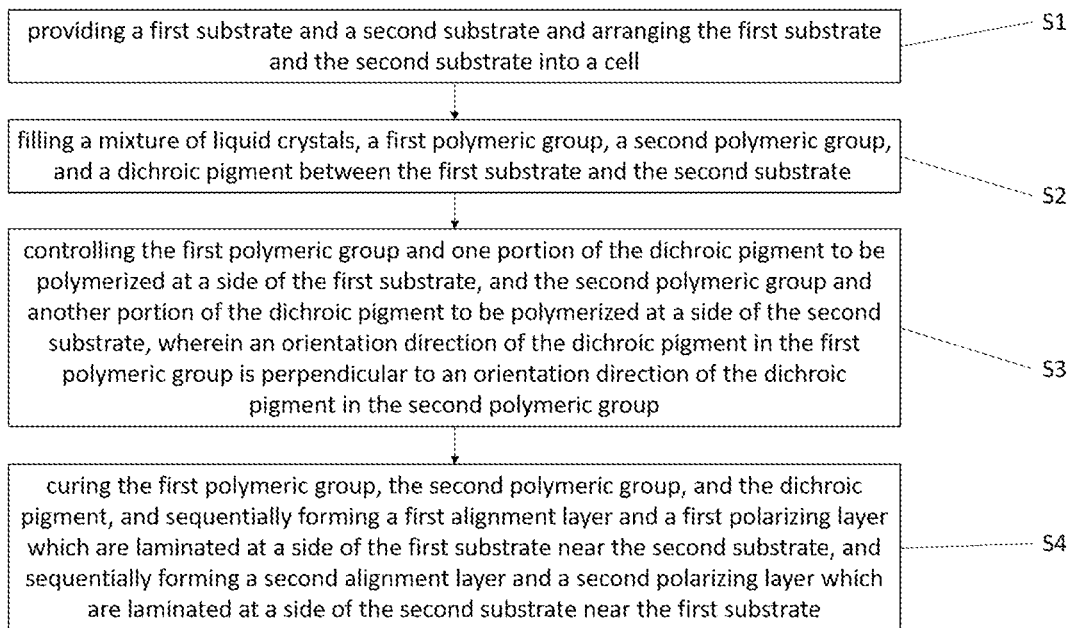 providing a first substrate and a second substrate and arranging the first substrate
and the second substrate into a cell
S1
filling a mixture of liquid crystals, a first polymeric group, a second polymeric group,
and a dichroic pigment between the first substrate and the second substrate
S2
controlling the first polymeric group and one portion of the dichroic pigment to be
polymerized at a side of the first substrate, and the second polymeric group and
another portion of the dichroic pigment to be polymerized at a side of the second
substrate, wherein an orientation direction of the dichroic pigment in the first
polymeric group is perpendicular to an orientation direction of the dichroic
pigment in the second polymeric group
S3
curing the first polymeric group, the second polymeric group, and the dichroic
pigment, and sequentially forming a first alignment layer and a first polarizing layer
which are laminated at a side of the first substrate near the second substrate, and
sequentially forming a second alignment layer and a second polarizing layer which
are laminated at a side of the second substrate near the first substrate
S4